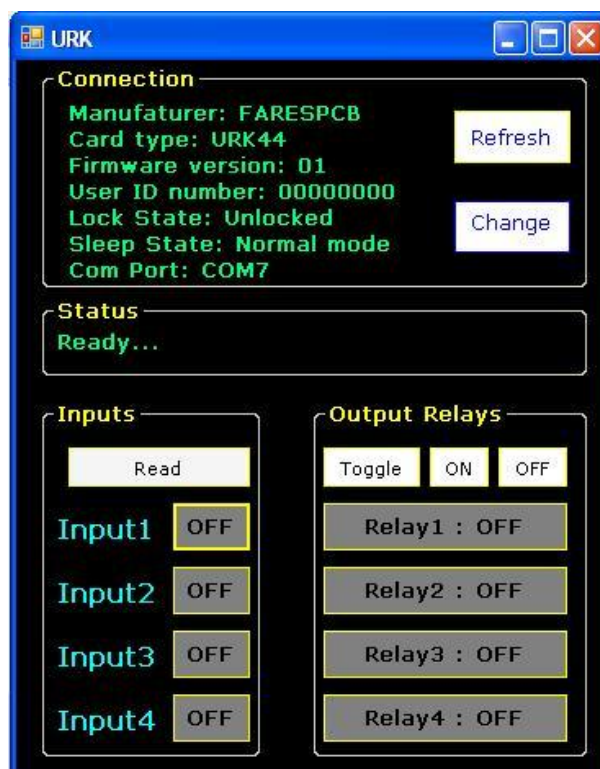 URK
Connection
Manufaturer: FARESPCB
Card type: URK44
Firmware version: 01
User ID number: 00000000
Lock State: Unlocked
Sleep State: Normal mode
Com Port: COM7
Refresh
Change
Status
Ready...
Inputs
Read
Input1 OFF
Input2 OFF
Input3 OFF
Input4 OFF
Output Relays
Toggle ON OFF
Relay1 : OFF
Relay2 : OFF
Relay3 : OFF
Relay4 : OFF